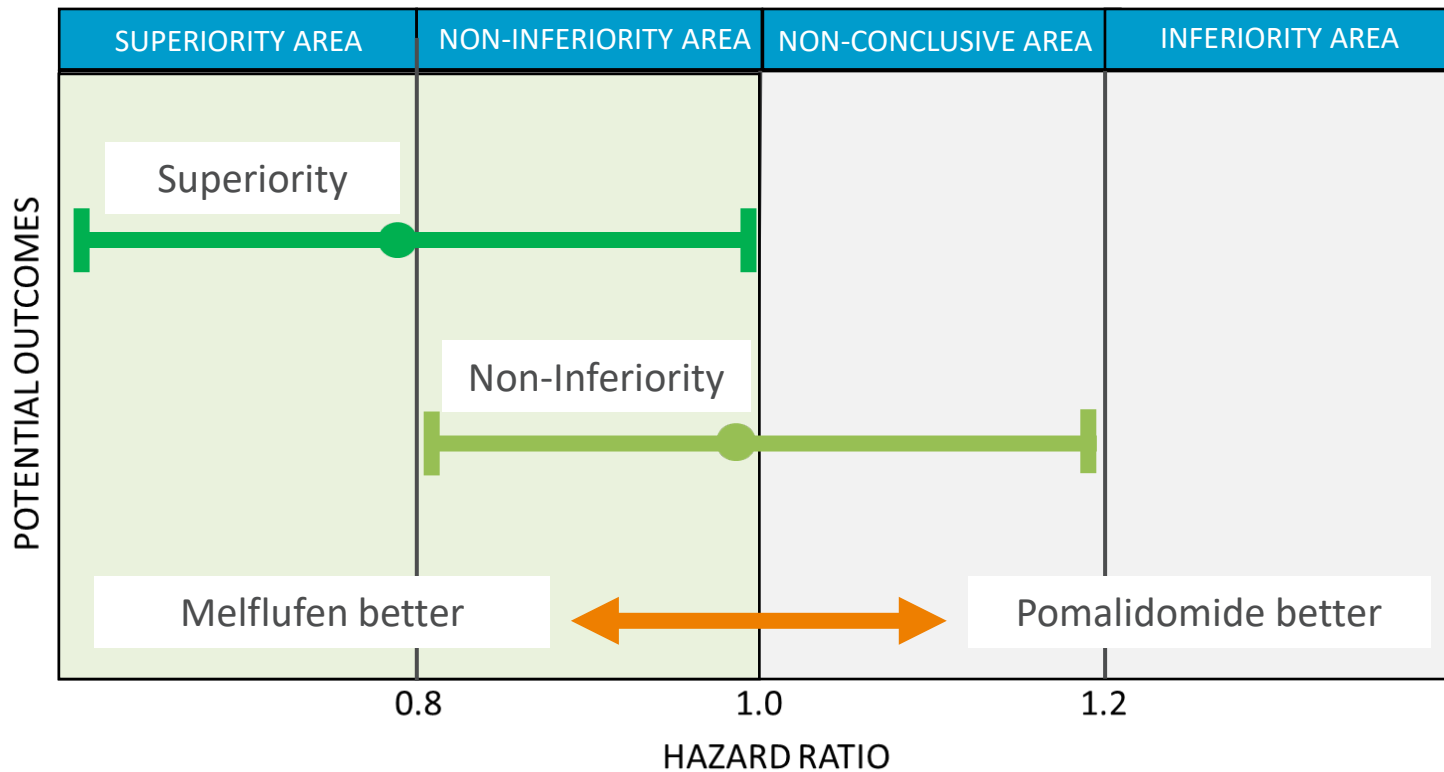 SUPERIORITY AREA
NON-INFERIORITY AREA
NON-CONCLUSIVE AREA
INFERIORITY AREA
POTENTIAL OUTCOMES
Superiority
Non-Inferiority
Melflufen better
Pomalidomide better
0.8
1.0
1.2
HAZARD RATIO